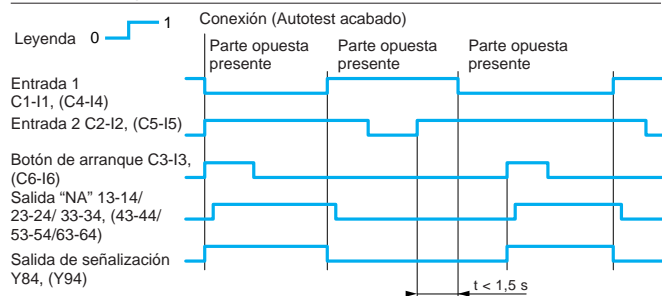 Conexión (Autotest acabado)
Leyenda 0 1
Parte opuesta presente
Parte opuesta presente
Parte opuesta presente
Entrada 1
C1-I1, (C4-I4)
Entrada 2 C2-I2, (C5-I5)
Botón de arranque C3-I3,
(C6-I6)
Salida “NA” 13-14/
23-24/ 33-34, (43-44/
53-54/63-64)
Salida de señalización
Y84, (Y94)
t < 1,5 s